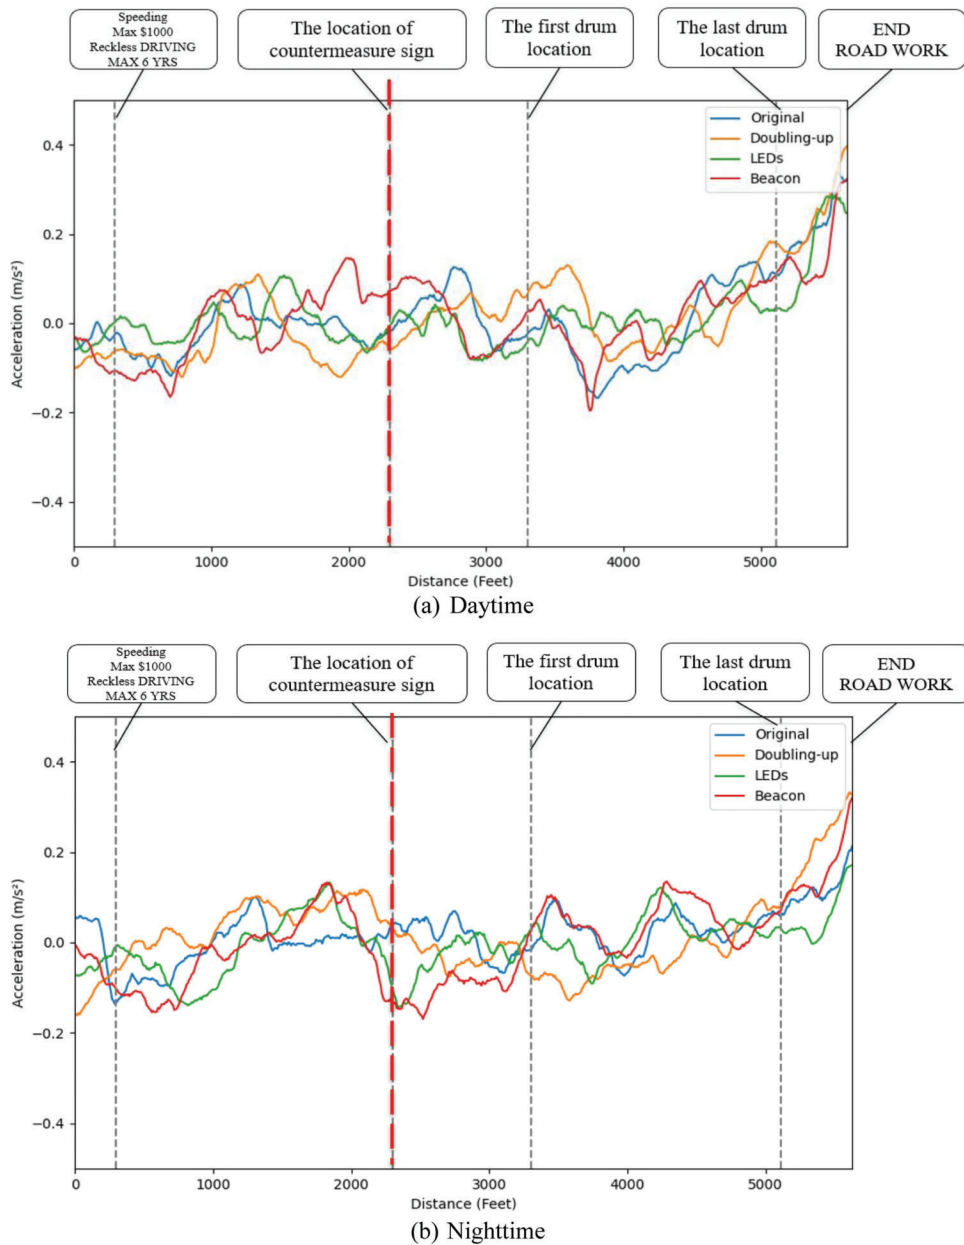 Speeding
Max $1000
Reckless DRIVING
MAX 6 YRS
The location of
countermeasure sign
The first drum
location
The last drum
location
END
ROAD WORK
Original
Doubling-up
LEDs
Beacon
0.4
0.2
0.0
−0.2
−0.4
Acceleration (m/s²)
0
1000
2000
3000
4000
5000
Distance (Feet)
(a) Daytime
Speeding
Max $1000
Reckless DRIVING
MAX 6 YRS
The location of
countermeasure sign
The first drum
location
The last drum
location
END
ROAD WORK
Original
Doubling-up
LEDs
Beacon
0.4
0.2
0.0
−0.2
−0.4
Acceleration (m/s²)
0
1000
2000
3000
4000
5000
Distance (Feet)
(b) Nighttime